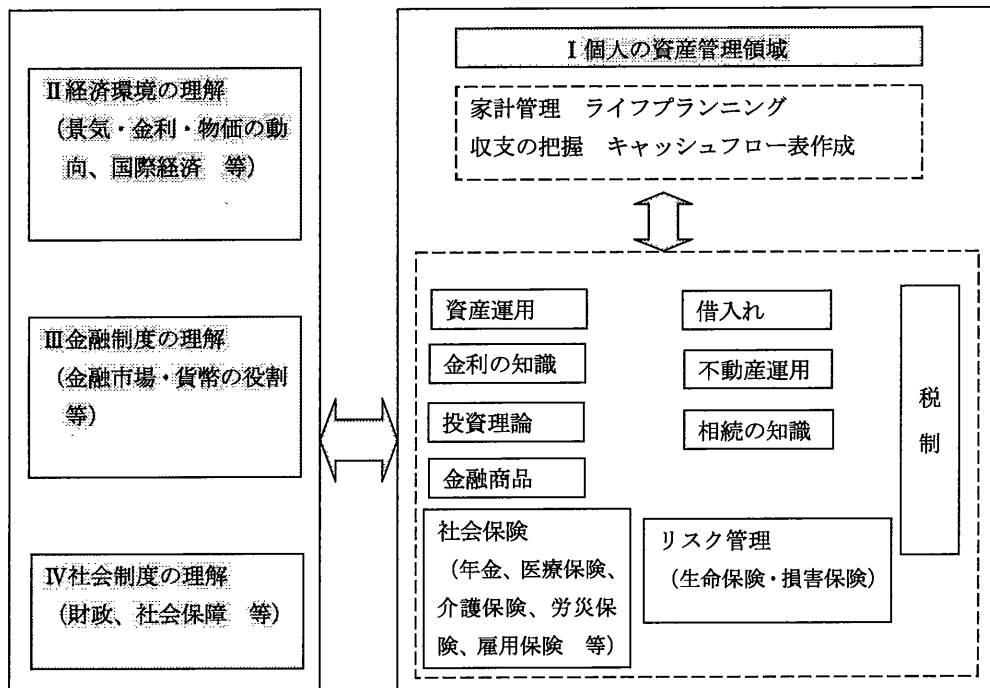 Ⅱ経済環境の理解
（景気・金利・物価の動
向、国際経済　等）
Ⅲ金融制度の理解
（金融市場・貨幣の役割
等）
Ⅳ社会制度の理解
（財政、社会保障　等）
Ⅰ個人の資産管理領域
家計管理　ライフプランニング
収支の把握　キャッシュフロー表作成
資産運用
金利の知識
投資理論
金融商品
社会保険
（年金、医療保険、
介護保険、労災保
険、雇用保険　等）
借入れ
不動産運用
相続の知識
リスク管理
（生命保険・損害保険）
税
制